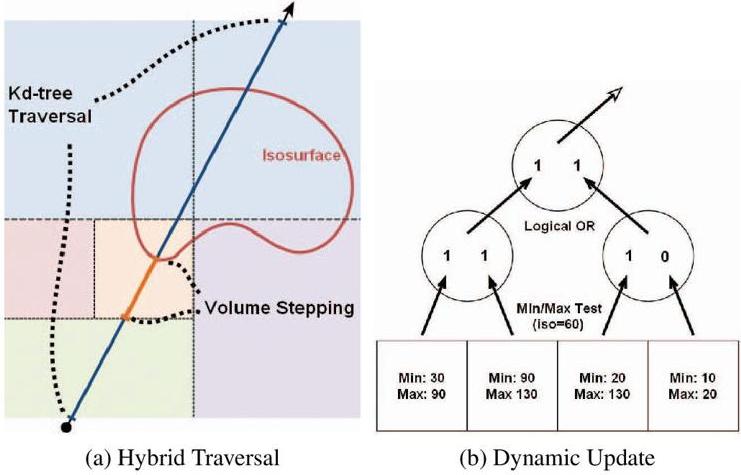 Kd-tree
Traversal
Isosurface
Volume Stepping
(a) Hybrid Traversal
1 1
Logical OR
1 1
1 0
Min/Max Test
(iso=60)
Min: 30
Max: 90
Min: 90
Max 130
Min: 20
Max: 130
Min: 10
Max: 20
(b) Dynamic Update